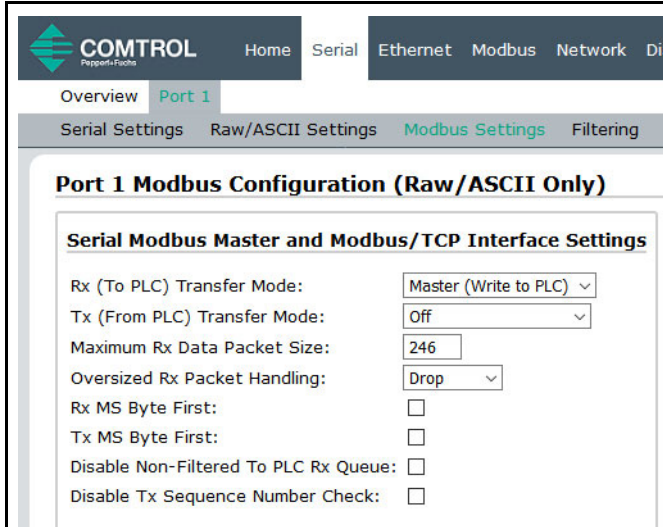 COMTROL
Pepperl+Fuchs
Home Serial Ethernet Modbus Network Di
Overview Port 1
Serial Settings Raw/ASCII Settings Modbus Settings Filtering
Port 1 Modbus Configuration (Raw/ASCII Only)
Serial Modbus Master and Modbus/TCP Interface Settings
Rx (To PLC) Transfer Mode: Master (Write to PLC)
Tx (From PLC) Transfer Mode: Off
Maximum Rx Data Packet Size: 246
Oversized Rx Packet Handling: Drop
Rx MS Byte First:
Tx MS Byte First:
Disable Non-Filtered To PLC Rx Queue:
Disable Tx Sequence Number Check: